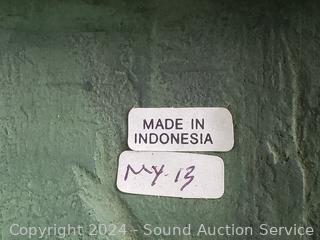 MADE IN
INDONESIA
MY-13
Copyright 2024 - Sound Auction Service